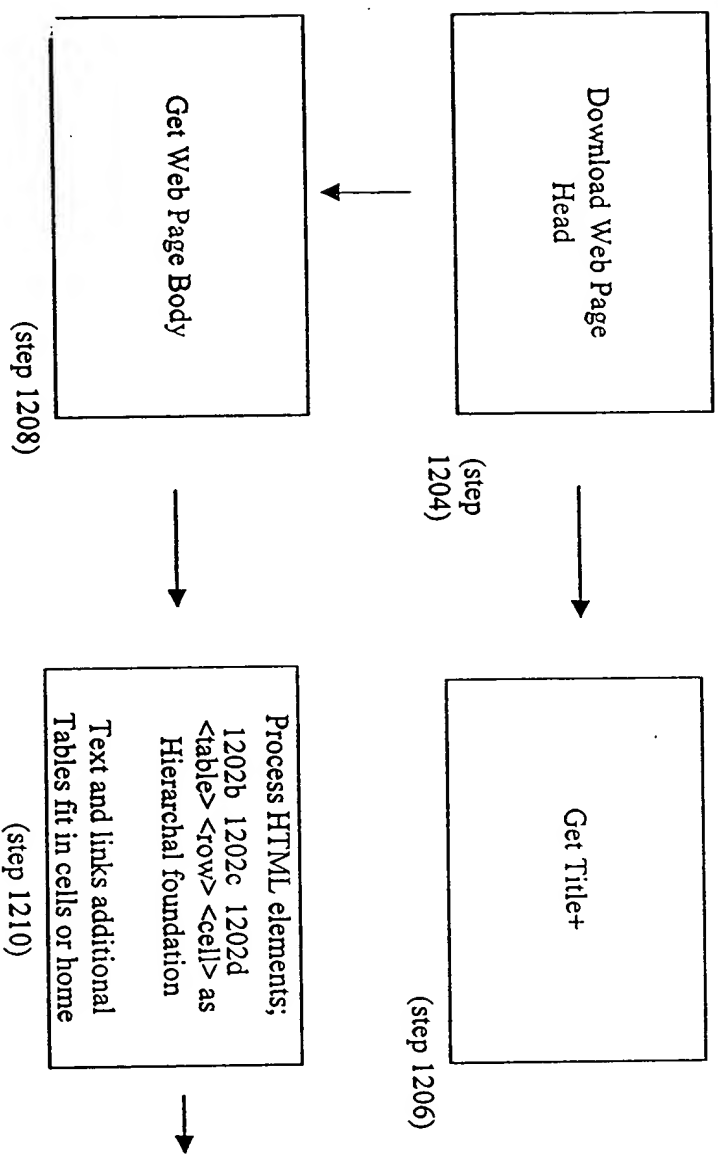 Download Web Page
Head
(step
1204)
Get Title+
(step 1206)
Get Web Page Body
(step 1208)
Process HTML elements;
1202b 1202c 1202d
<table> <row> <cell> as
Hierarchal foundation
Text and links additional
Tables fit in cells or home
(step 1210)